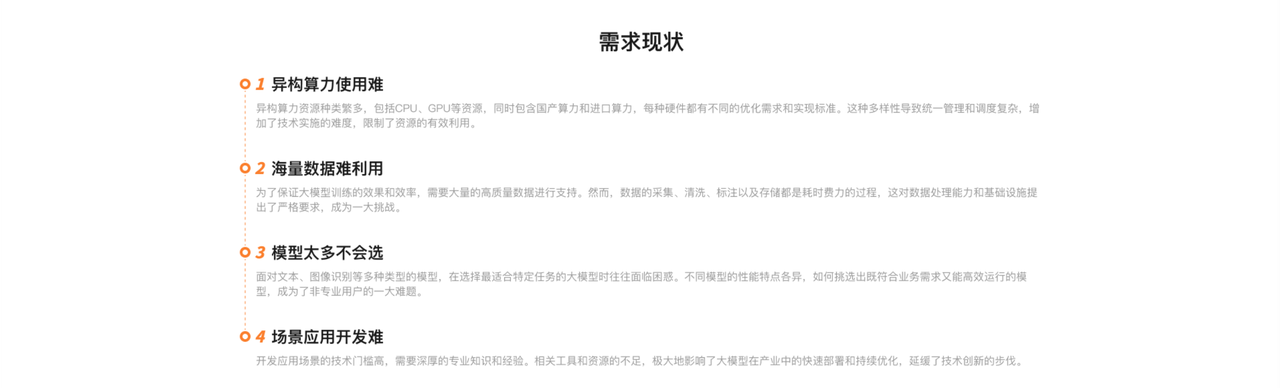 需求现状
1 异构算力使用难
异构算力资源种类繁多，包括CPU、GPU等资源，同时包含国产算力和进口算力，每种硬件都有不同的优化需求和实现标准。这种多样性导致统一管理和调度复杂，增
加了技术实施的难度，限制了资源的有效利用。
2 海量数据难利用
为了保证大模型训练的效果和效率，需要大量的高质量数据进行支持。然而，数据的采集、清洗、标注以及存储都是耗时费力的过程，这对数据处理能力和基础设施提
出了严格要求，成为一大挑战。
3 模型太多不会选
面对文本、图像识别等多种类型的模型，在选择最适合特定任务的大模型时往往面临困惑。不同模型的性能特点各异，如何挑选出既符合业务需求又能高效运行的模
型，成为了非专业用户的一大难题。
4 场景应用开发难
开发应用场景的技术门槛高，需要深厚的专业知识和经验。相关工具和资源的不足，极大地影响了大模型在产业中的快速部署和持续优化，延缓了技术创新的步伐。